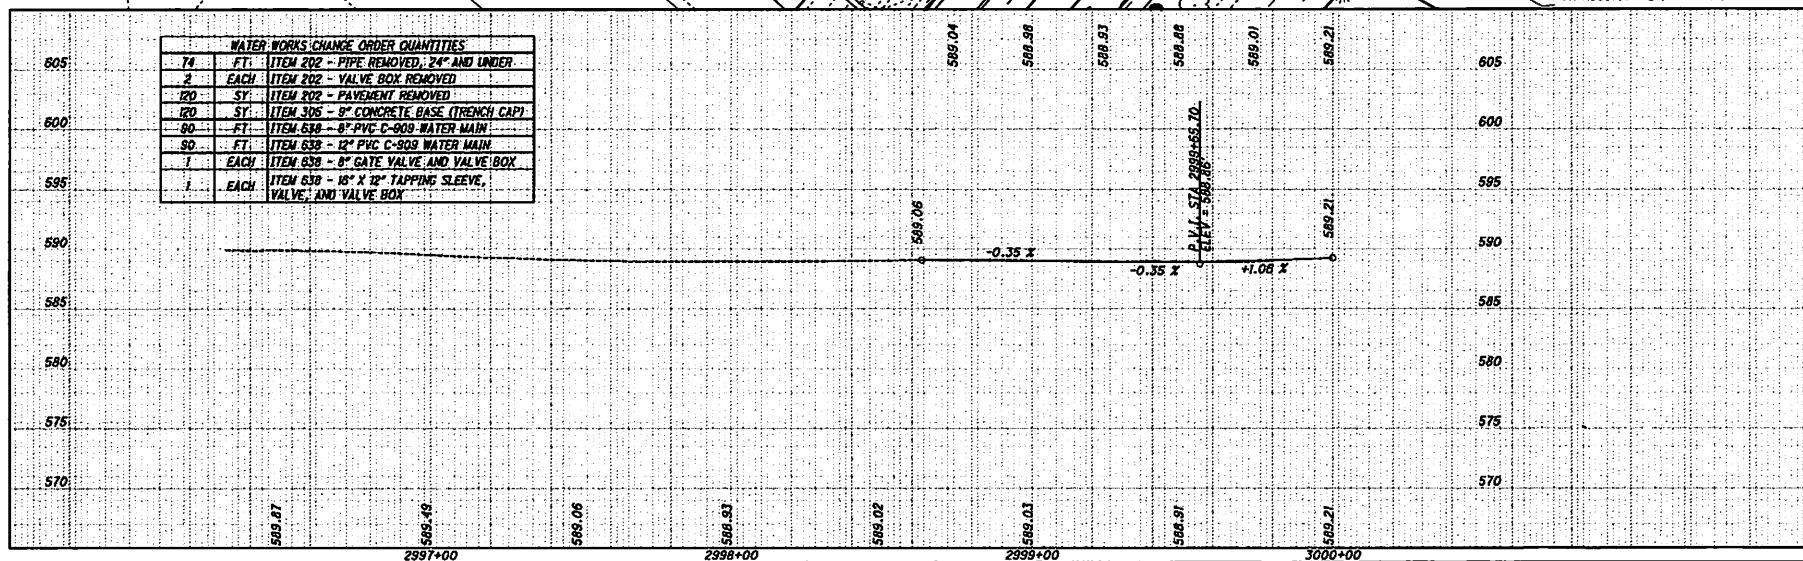 589.04 588.98 588.93 588.88 589.01 589.21
WATER WORKS CHANGE ORDER QUANTITIES
74 FT ITEM 202 - PIPE REMOVED, 24" AND UNDER
2 EACH ITEM 202 - VALVE BOX REMOVED
120 SY ITEM 202 - PAVEMENT REMOVED
120 SY ITEM 305 - 9" CONCRETE BASE (TRENCH CAP)
90 FT ITEM 638 - 8" PVC C-909 WATER MAIN
90 FT ITEM 638 - 12" PVC C-909 WATER MAIN
1 EACH ITEM 638 - 8" GATE VALVE AND VALVE BOX
1 EACH ITEM 638 - 16" X 12" TAPPING SLEEVE,
VALVE, AND VALVE BOX
605 605
600 600
595 595
590 590
585 585
580 580
575 575
570 570
589.06
P.V.I. STA 2999+55.70
ELEV = 588.86
589.21
-0.35 %
-0.35 %
+1.08 %
589.87 589.49 589.06 588.93 589.02 589.03 588.91 589.21
2997+00 2998+00 2999+00 3000+00